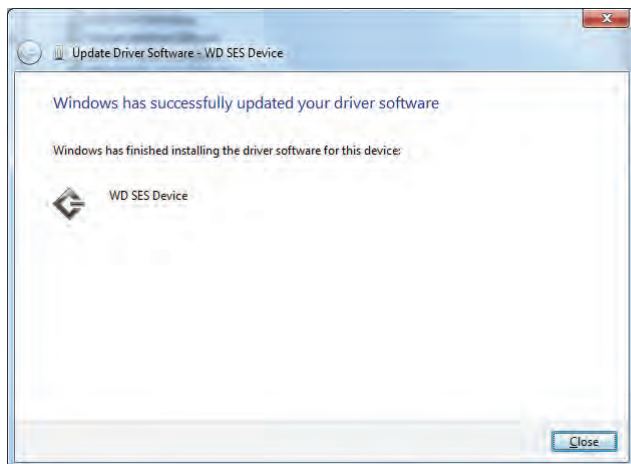 Update Driver Software - WD SES Device
Windows has successfully updated your driver software
Windows has finished installing the driver software for this device:
WD SES Device
Close